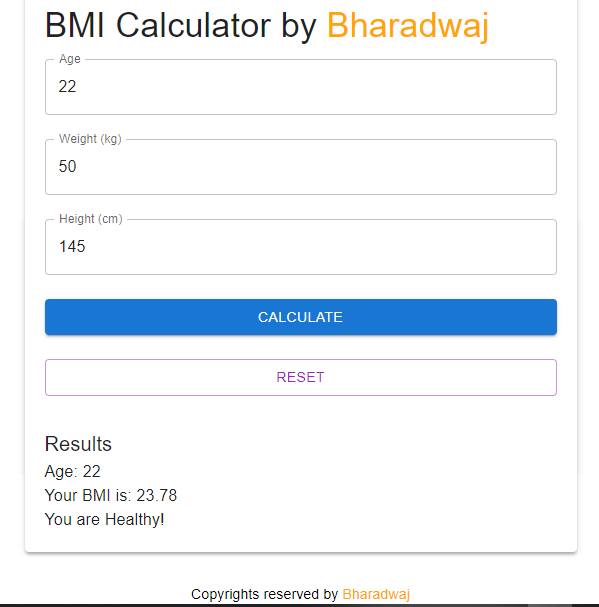 BMI Calculator by Bharadwaj
Age
22
Weight (kg)
50
Height (cm)
145
CALCULATE
RESET
Results
Age: 22
Your BMI is: 23.78
You are Healthy!
Copyrights reserved by Bharadwaj